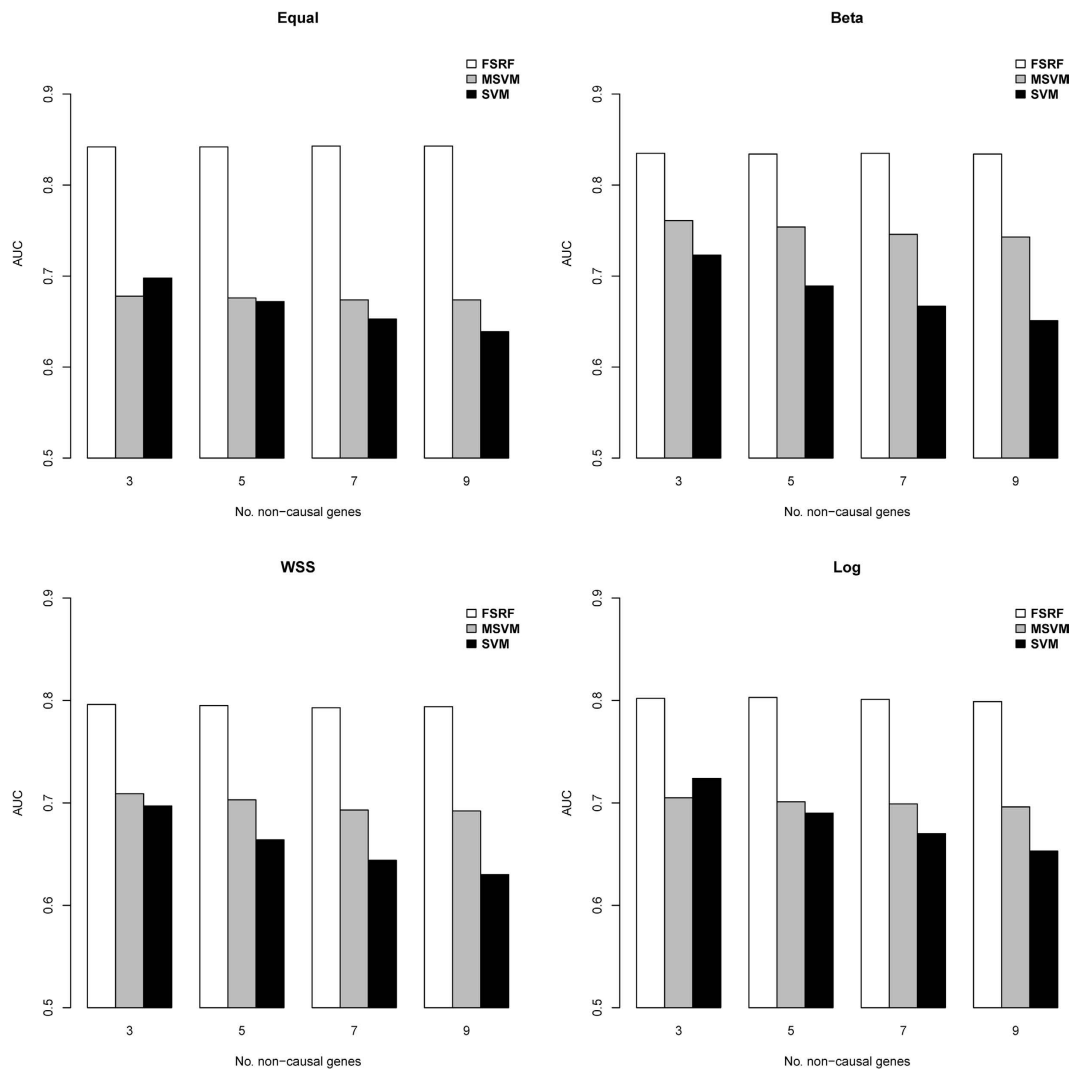 Equal
FSRF
MSVM
SVM
0.9
0.8
0.7
0.6
0.5
AUC
3 5 7 9
No. non−causal genes
Beta
FSRF
MSVM
SVM
0.9
0.8
0.7
0.6
0.5
AUC
3 5 7 9
No. non−causal genes
WSS
FSRF
MSVM
SVM
0.9
0.8
0.7
0.6
0.5
AUC
3 5 7 9
No. non−causal genes
Log
FSRF
MSVM
SVM
0.9
0.8
0.7
0.6
0.5
AUC
3 5 7 9
No. non−causal genes